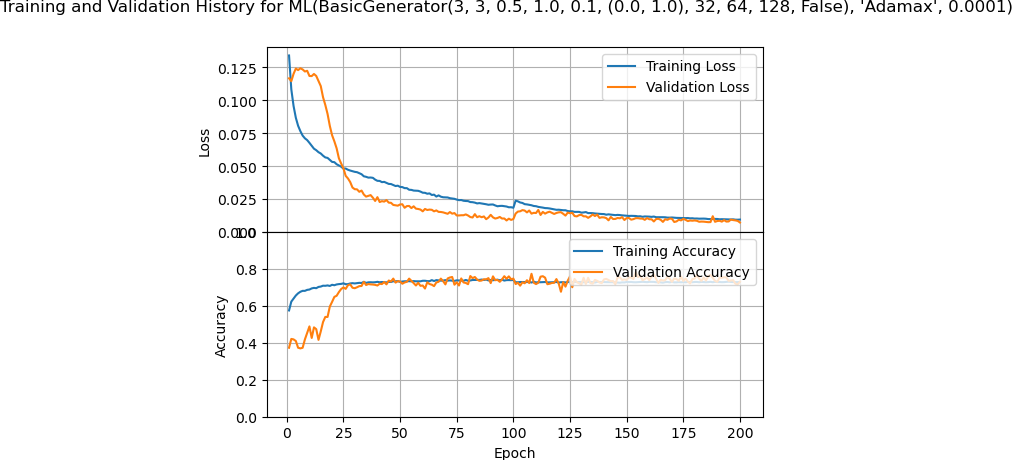 Training and Validation History for ML(BasicGenerator(3, 3, 0.5, 1.0, 0.1, (0.0, 1.0), 32, 64, 128, False), 'Adamax', 0.0001)
0.125
0.100
0.075
0.050
0.025
0.000
Loss
Training Loss
Validation Loss
1.0
0.8
0.6
0.4
0.2
0.0
Accuracy
Training Accuracy
Validation Accuracy
0 25 50 75 100 125 150 175 200
Epoch